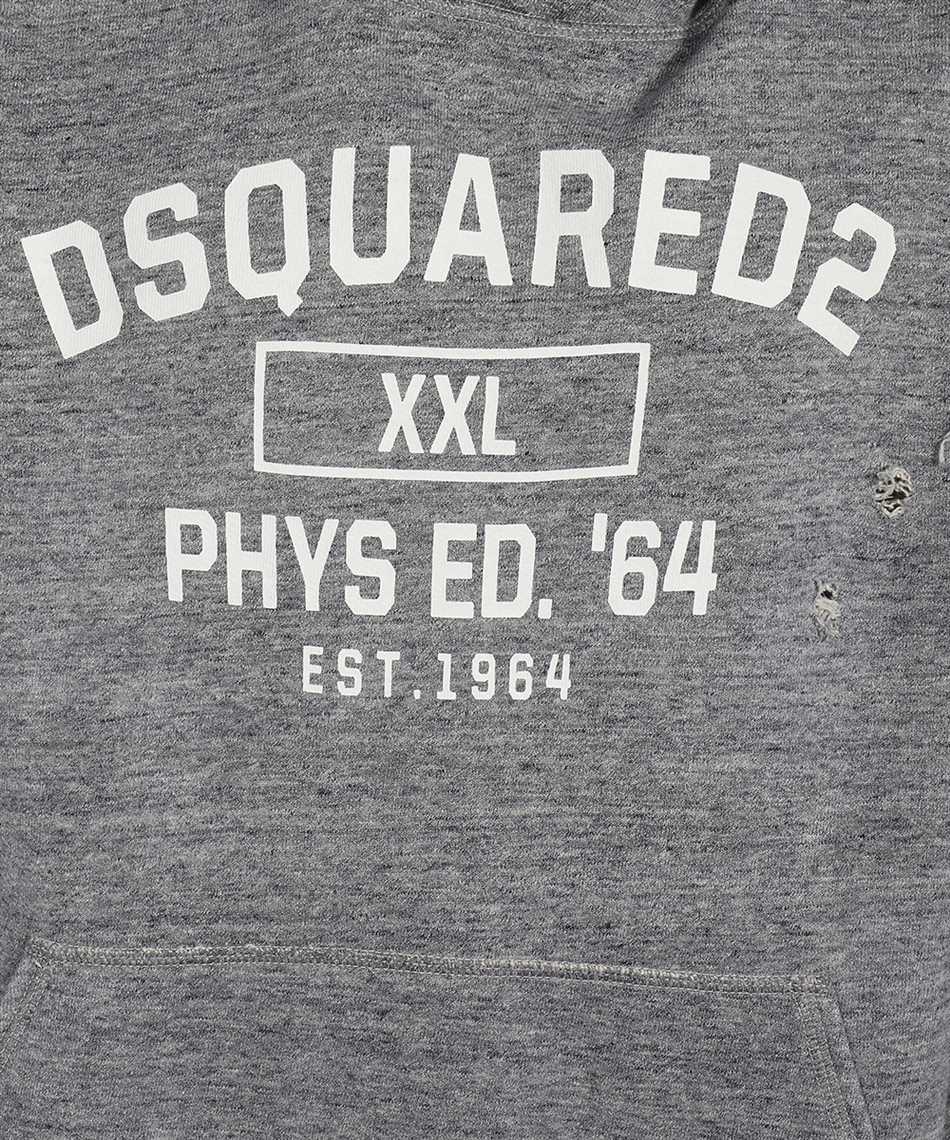 DSQUARED2
XXL
PHYS ED. '64
EST.1964